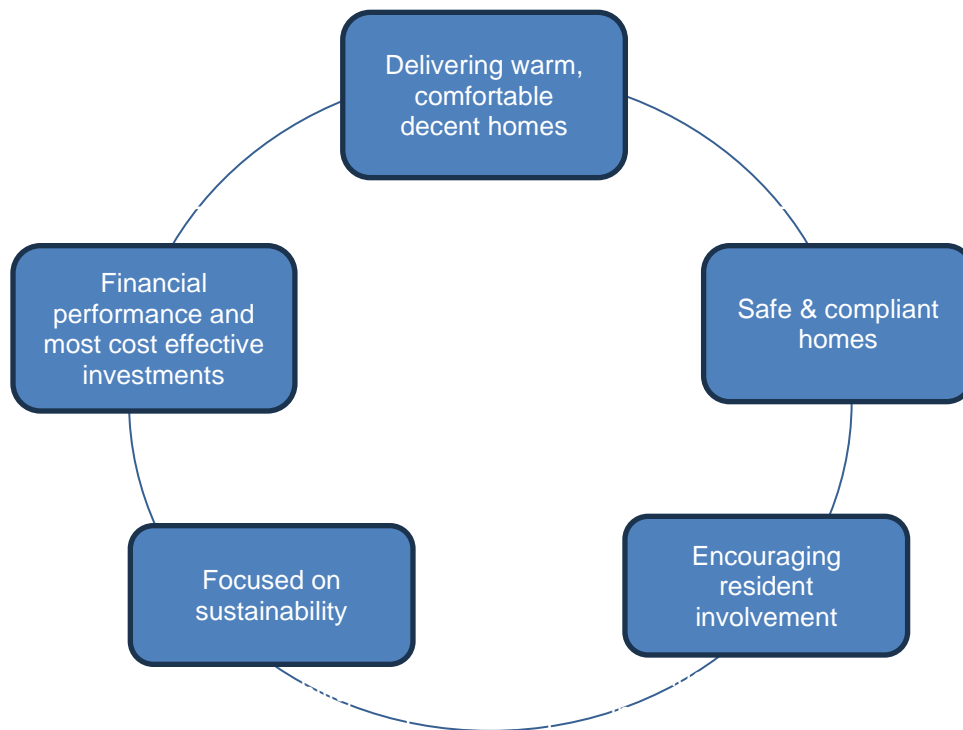 Delivering warm,
comfortable
decent homes
Safe & compliant
homes
Encouraging
resident
involvement
Focused on
sustainability
Financial
performance and
most cost effective
investments